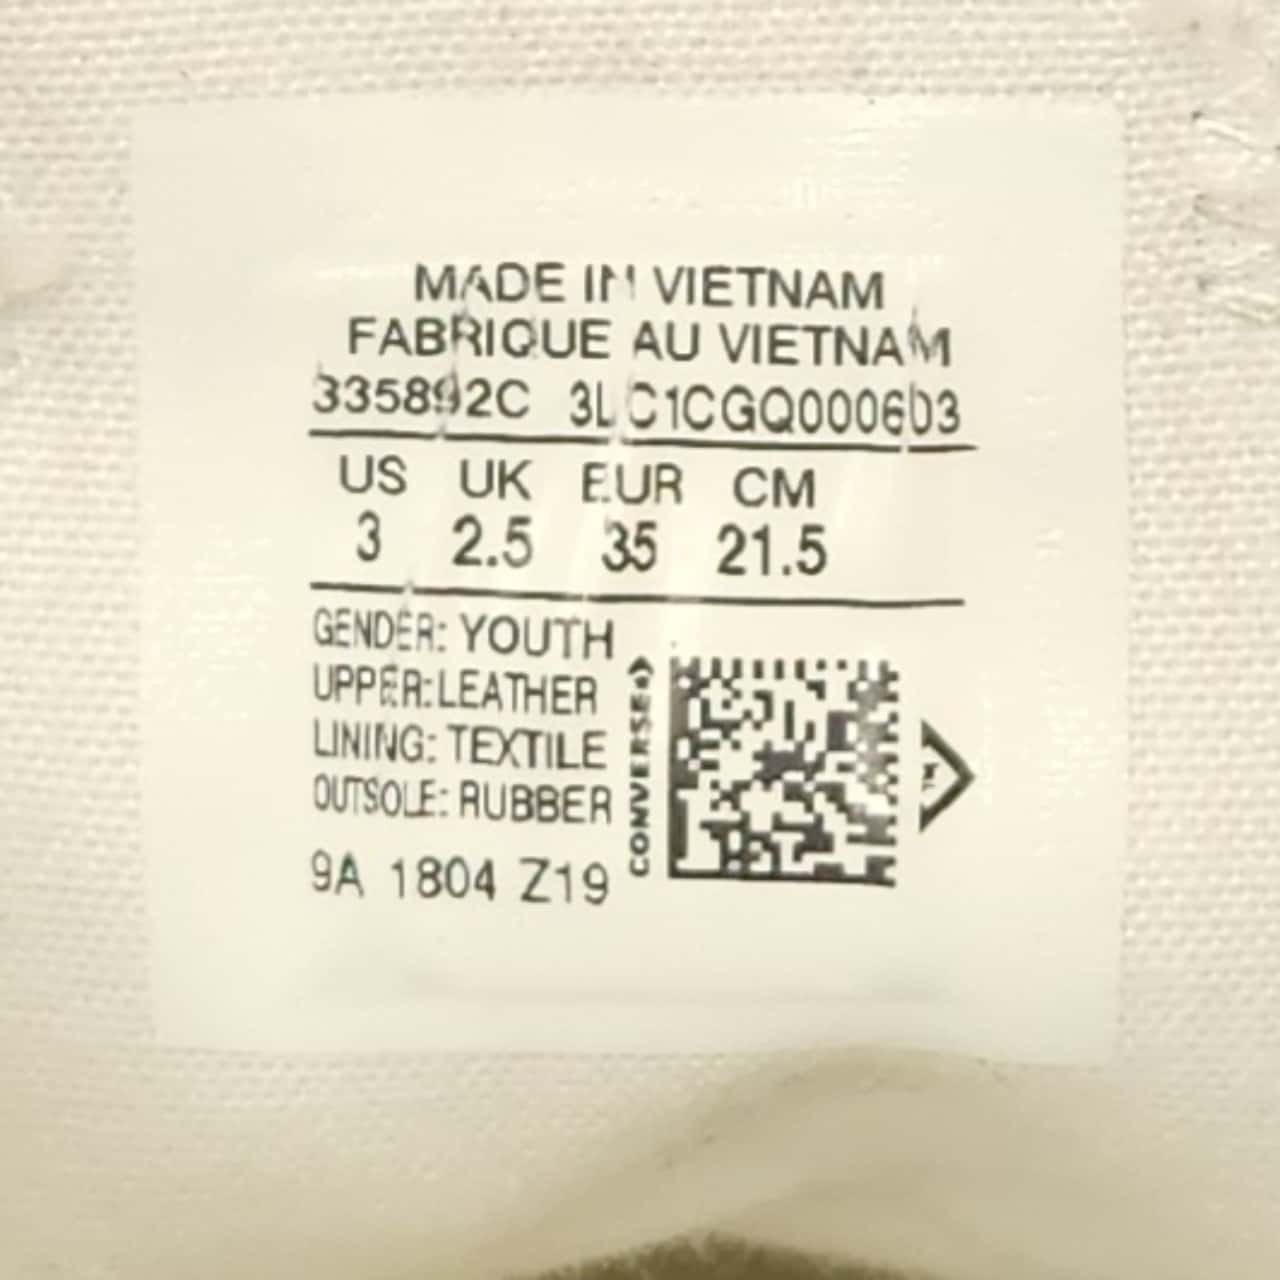 MADE IN VIETNAM
FABRIQUE AU VIETNAM
335892C 3LC1CGQ000603
US UK EUR CM
3 2.5 35 21.5
GENDER: YOUTH
UPPER: LEATHER
LINING: TEXTILE
OUTSOLE: RUBBER
9A 1804 Z19
CONVERSE